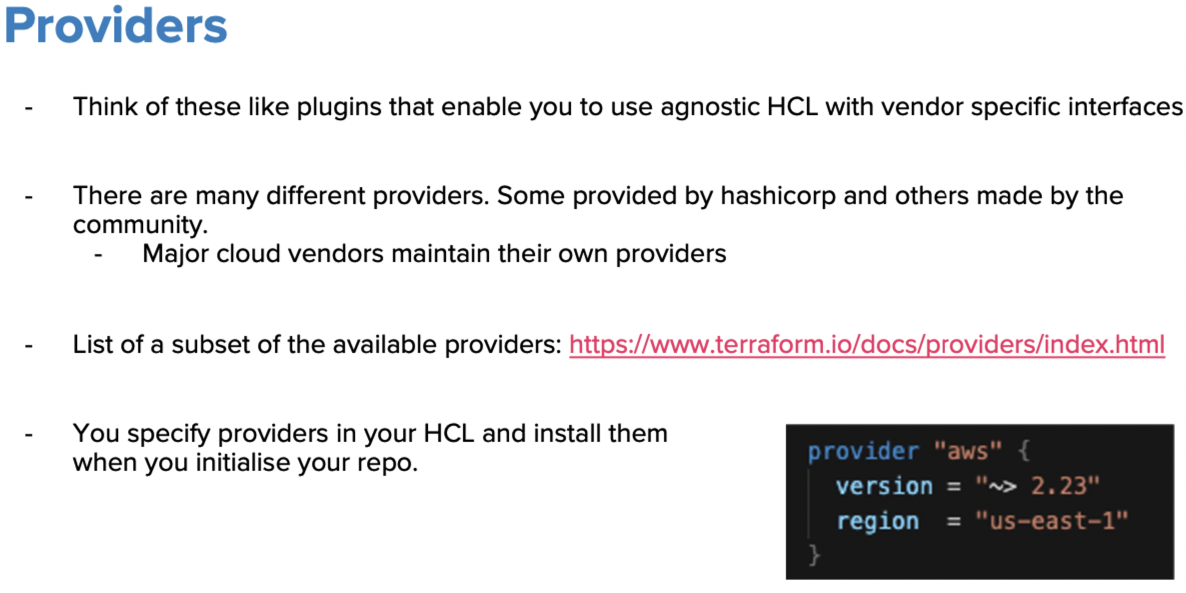 Providers
- Think of these like plugins that enable you to use agnostic HCL with vendor specific interfaces
- There are many different providers. Some provided by hashicorp and others made by the
community.
- Major cloud vendors maintain their own providers
- List of a subset of the available providers: https://www.terraform.io/docs/providers/index.html
- You specify providers in your HCL and install them
when you initialise your repo.
provider "aws" {
version = "~> 2.23"
region = "us-east-1"
}